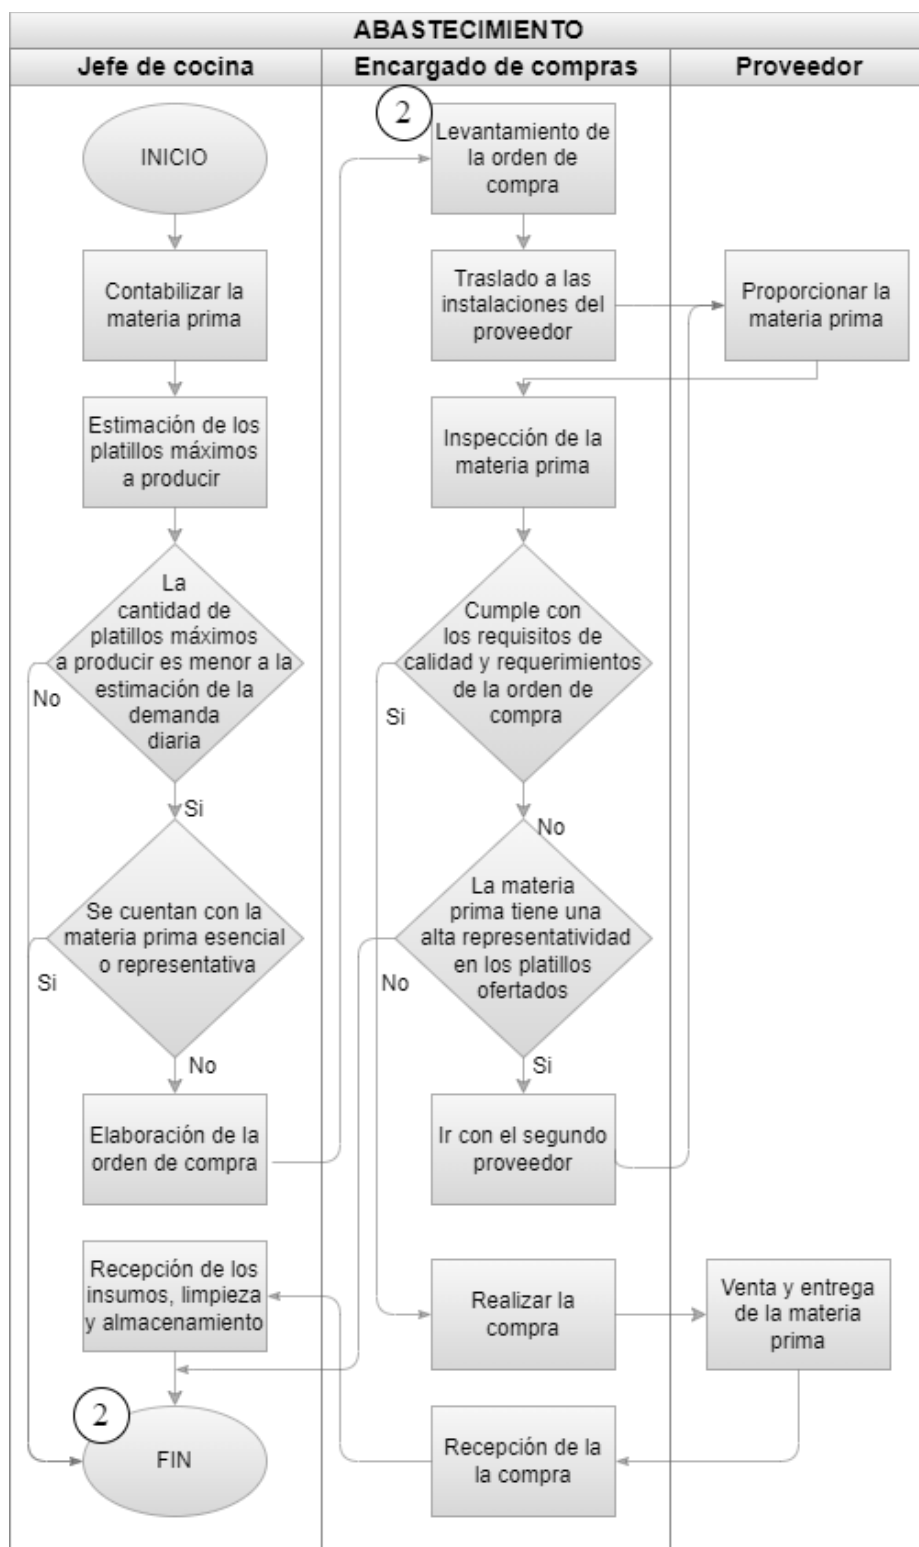 ABASTECIMIENTO
Jefe de cocina
Encargado de compras
Proveedor
INICIO
2
Levantamiento de
la orden de
compra
Contabilizar la
materia prima
Traslado a las
instalaciones del
proveedor
Proporcionar la
materia prima
Estimación de los
platillos máximos
a producir
Inspección de la
materia prima
La
cantidad de
platillos máximos
a producir es menor a la
estimación de la
demanda
diaria
No
Si
Cumple con
los requisitos de
calidad y requerimientos
de la orden de
compra
Si
No
Se cuentan con la
materia prima esencial
o representativa
Si
No
La materia
prima tiene una
alta representatividad
en los platillos
ofertados
No
Si
Elaboración de la
orden de compra
Ir con el segundo
proveedor
Recepción de los
insumos, limpieza
y almacenamiento
Realizar la
compra
Venta y entrega
de la materia
prima
2
FIN
Recepción de la
la compra